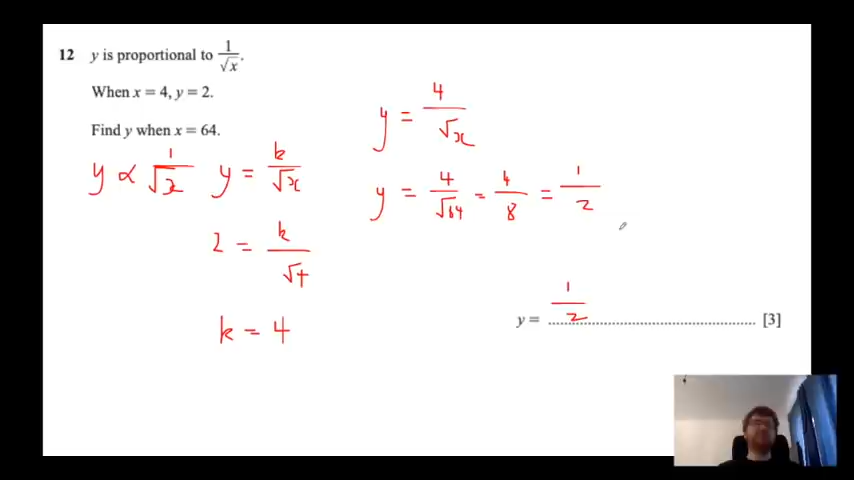 12 y is proportional to 1/√x.
When x = 4, y = 2.
Find y when x = 64.
y ∝ 1/√x
y = k/√x
2 = k/√4
k = 4
y = 4/√x
y = 4/√64 = 4/8 = 1/2
y = 1/2 [3]